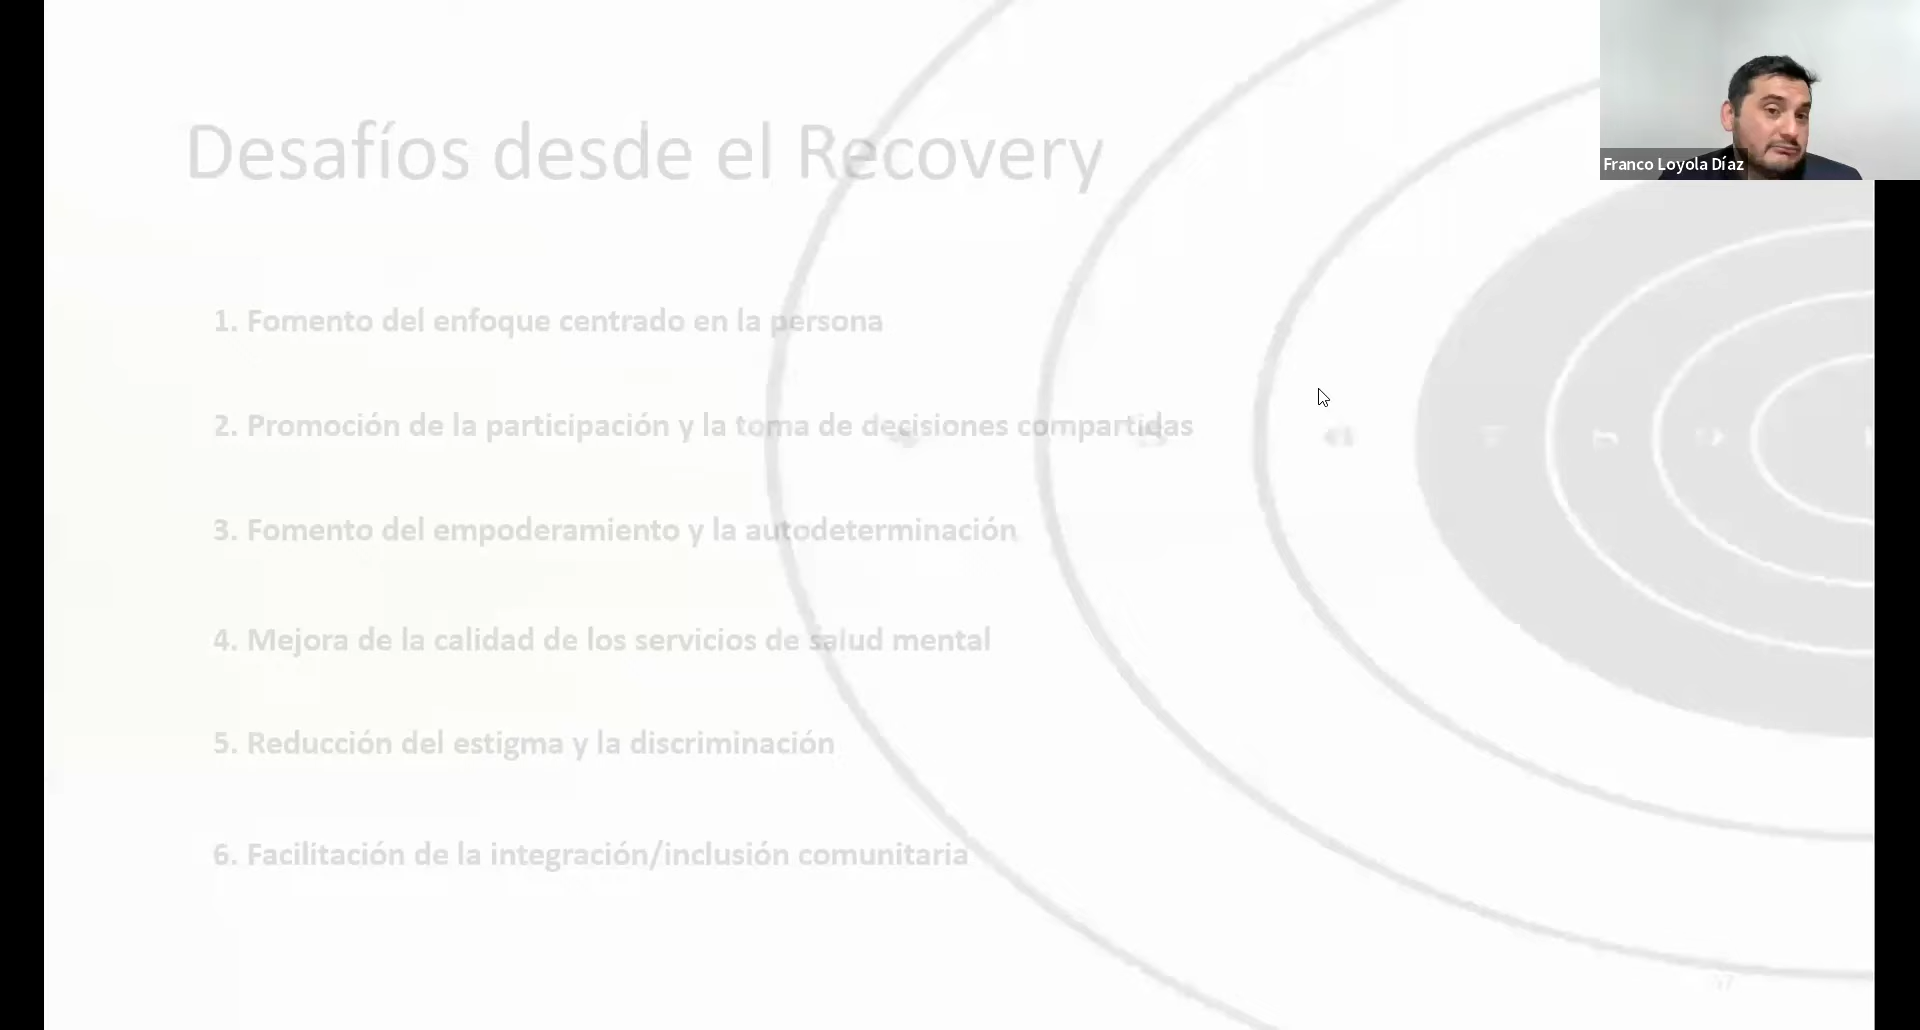 Desafíos desde el Recovery
Franco Loyola Díaz
1. Fomento del enfoque centrado en la persona
2. Promoción de la participación y la toma de decisiones compartidas
3. Fomento del empoderamiento y la autodeterminación
4. Mejora de la calidad de los servicios de salud mental
5. Reducción del estigma y la discriminación
6. Facilitación de la integración/inclusión comunitaria